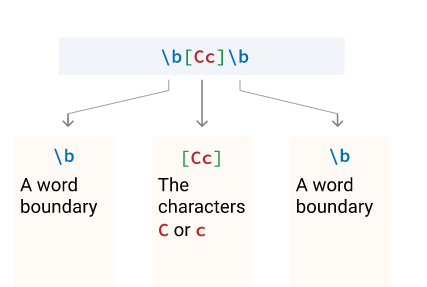 \b[Cc]\b
\b
A word
boundary
[Cc]
The
characters
C or c
\b
A word
boundary